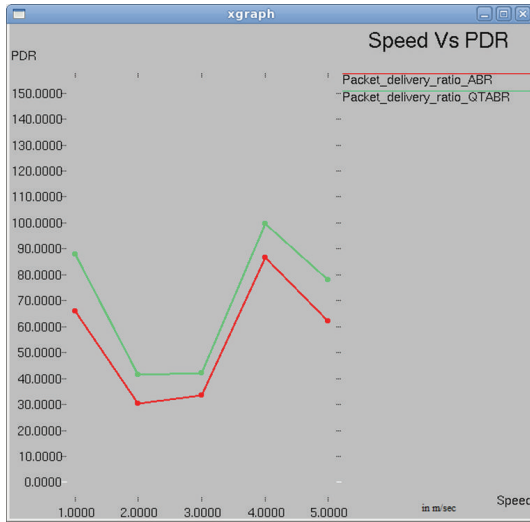 xgraph
Speed Vs PDR
PDR
Packet_delivery_ratio_ABR
Packet_delivery_ratio_QTABR
150.0000
140.0000
130.0000
120.0000
110.0000
100.0000
90.0000
80.0000
70.0000
60.0000
50.0000
40.0000
30.0000
20.0000
10.0000
0.0000
Speed
1.0000 2.0000 3.0000 4.0000 5.0000 in m/sec